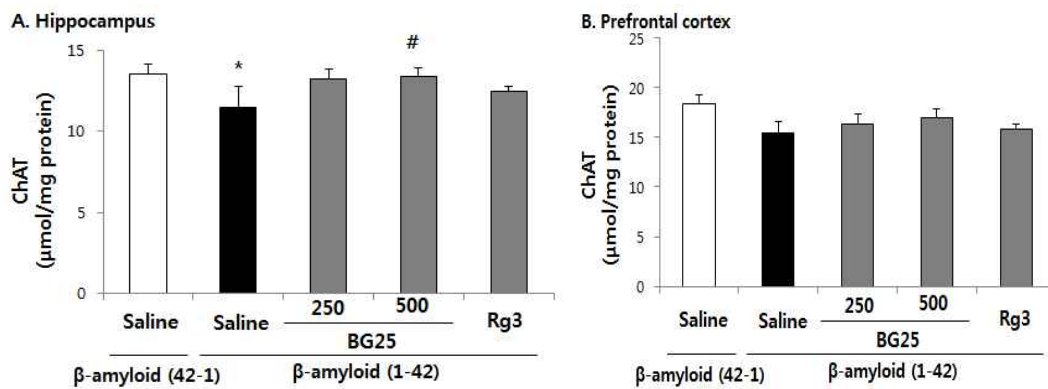 A. Hippocampus
ChAT
(μmol/mg protein)
15
10
5
0
*
#
Saline
Saline
250
500
Rg3
BG25
β-amyloid (42-1)
β-amyloid (1-42)
B. Prefrontal cortex
ChAT
(μmol/mg protein)
25
20
15
10
5
0
Saline
Saline
250
500
Rg3
BG25
β-amyloid (42-1)
β-amyloid (1-42)